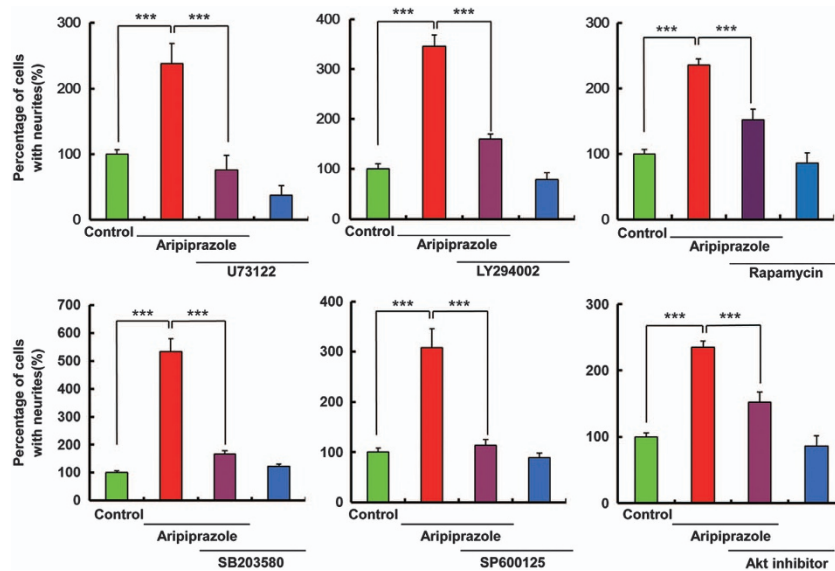 Percentage of cells
with neurites(%)
300
200
100
0
***
***
Control
Aripiprazole
U73122
400
300
200
100
0
***
***
Control
Aripiprazole
LY294002
300
200
100
0
***
***
Control
Aripiprazole
Rapamycin
Percentage of cells
with neurites(%)
700
600
500
400
300
200
100
0
***
***
Control
Aripiprazole
SB203580
400
300
200
100
0
***
***
Control
Aripiprazole
SP600125
300
200
100
0
***
***
Control
Aripiprazole
Akt inhibitor